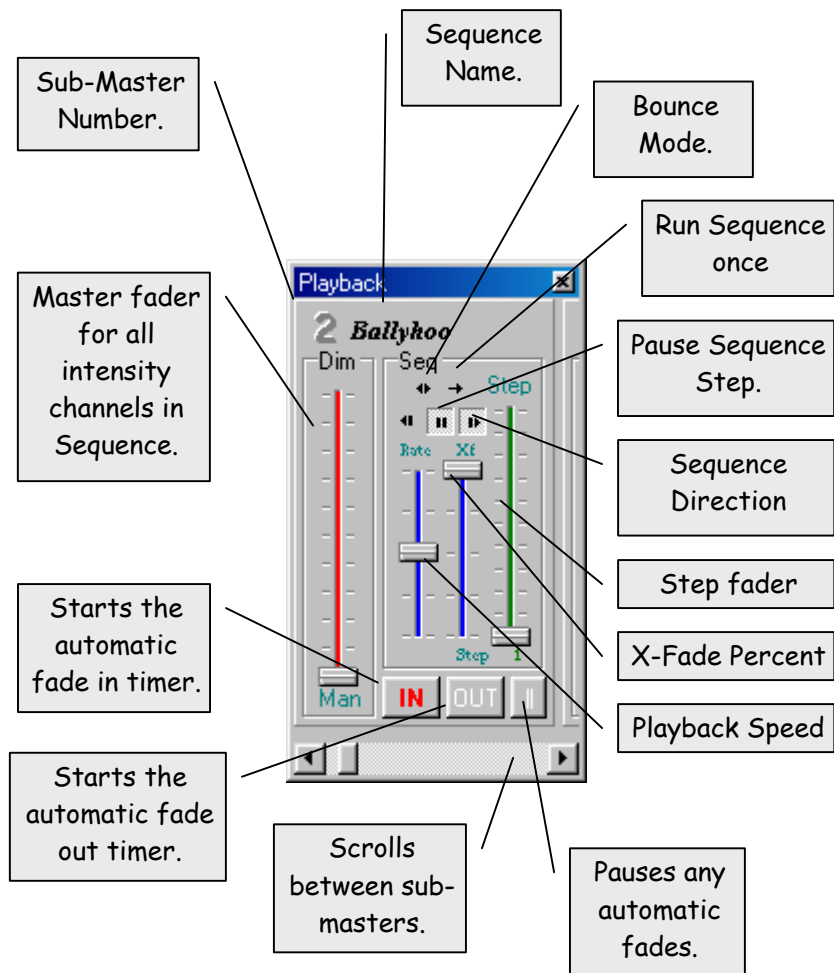 Sequence
Name.
Sub-Master
Number.
Bounce
Mode.
Run Sequence
once
Master fader
for all
intensity
channels in
Sequence.
Pause Sequence
Step.
Sequence
Direction
Step fader
X-Fade Percent
Playback Speed
Starts the
automatic
fade in timer.
Starts the
automatic fade
out timer.
Scrolls
between sub-
masters.
Pauses any
automatic
fades.
Playback
2 Ballyhoo
Dim
Seq
Step
Rate Xf
Step 1
Man
IN OUT